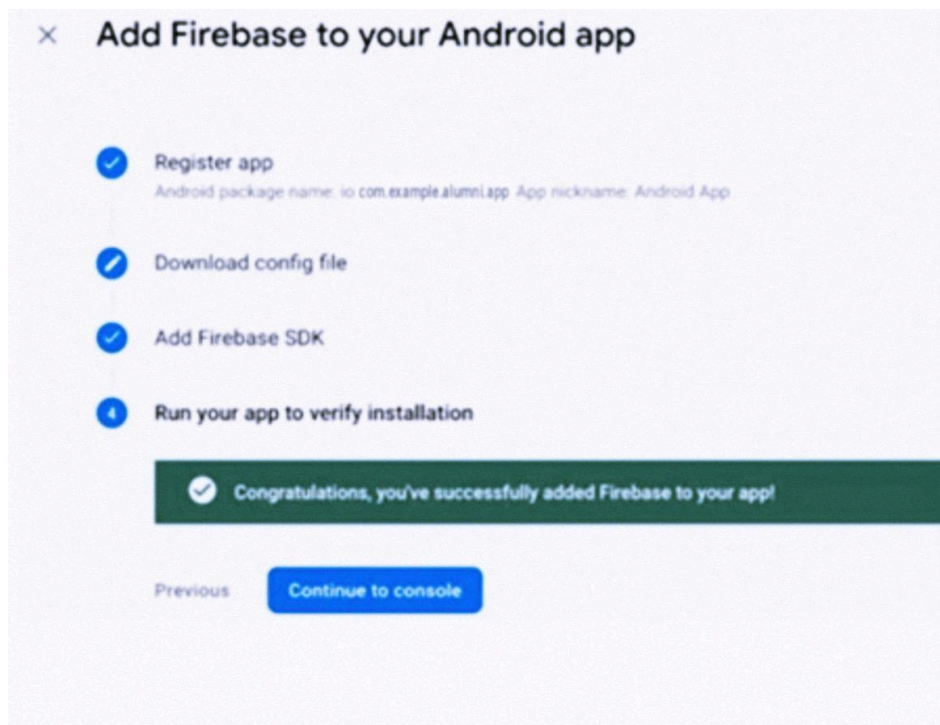 Add Firebase to your Android app
Register app
Android package name: io com.example.alumni.app App nickname: Android App
Download config file
Add Firebase SDK
4 Run your app to verify installation
Congratulations, you've successfully added Firebase to your app!
Previous Continue to console